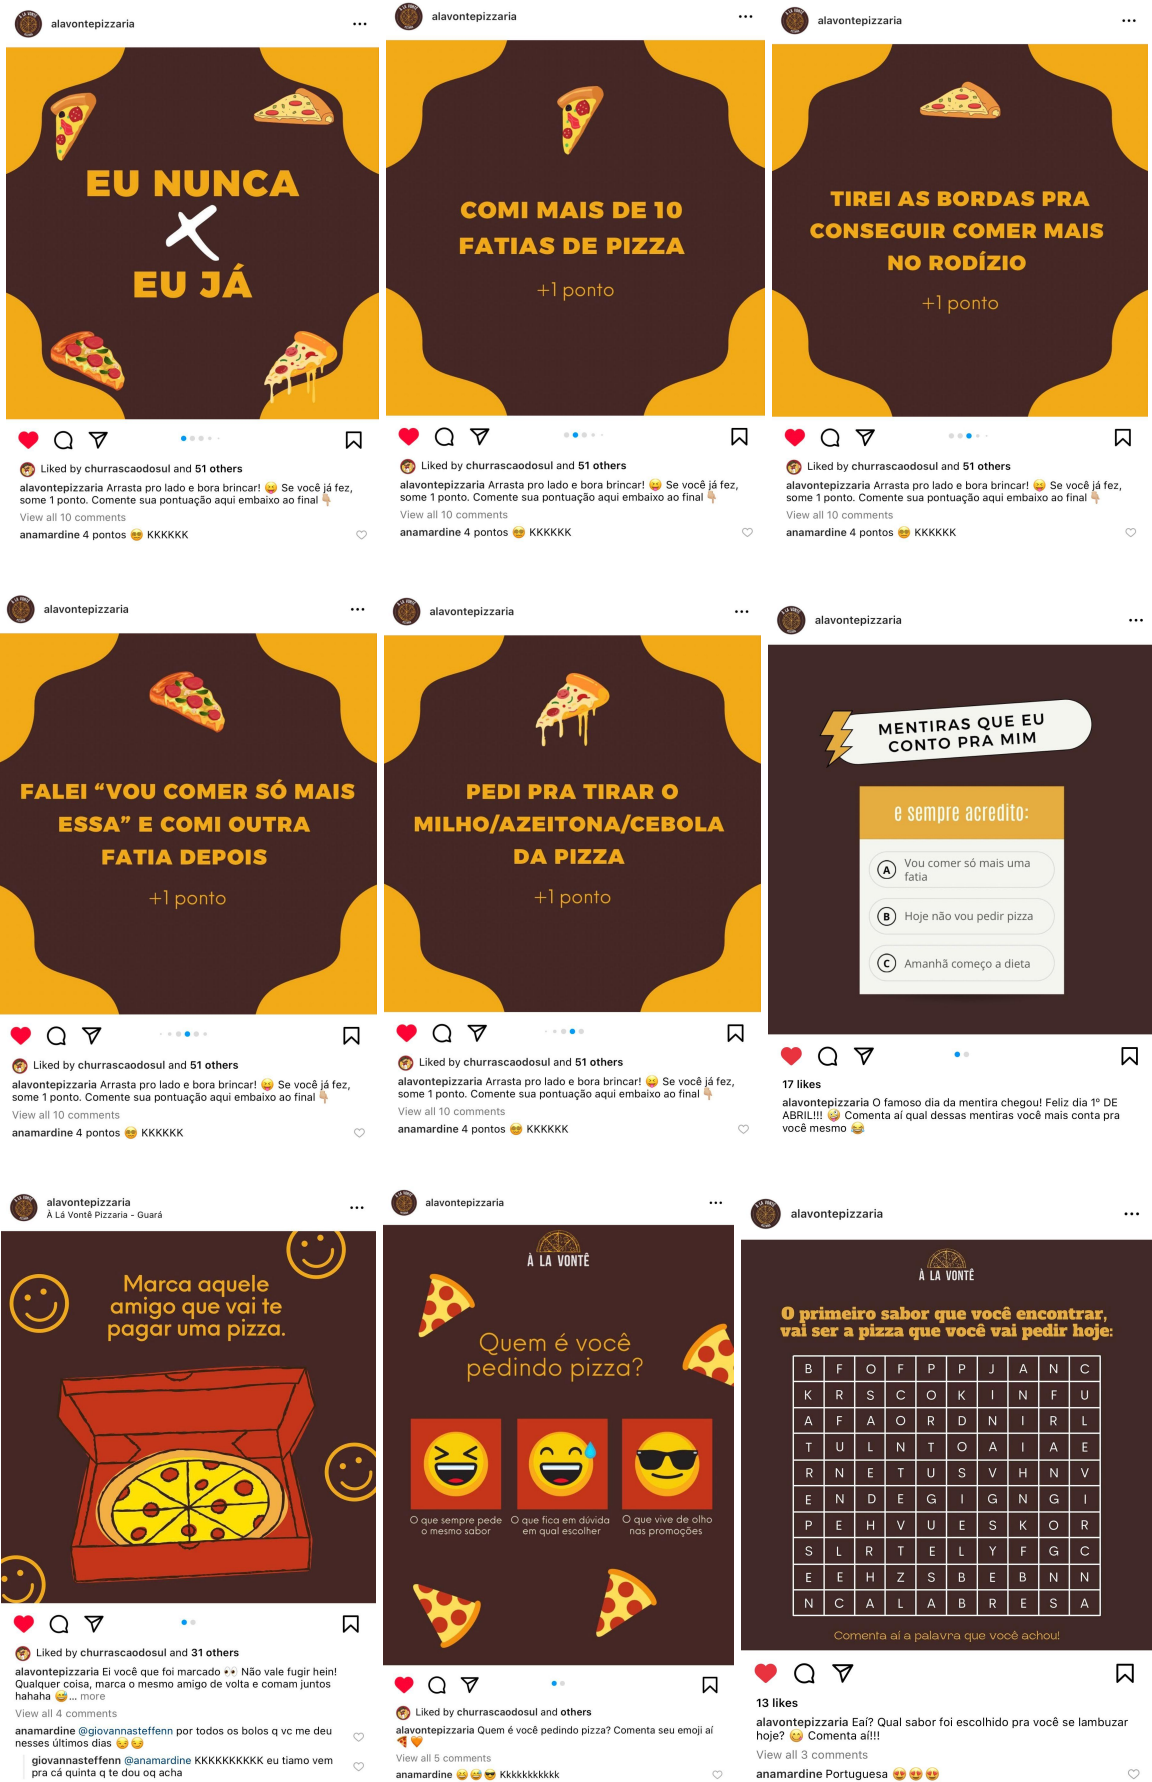 alavontepizzaria
EU NUNCA
X
EU JÁ
Liked by churrascaodosul and 51 others
alavontepizzaria Arrasta pro lado e bora brincar! 😛 Se você já fez,
some 1 ponto. Comente sua pontuação aqui embaixo ao final 👇🏼
View all 10 comments
anamardine 4 pontos 😵‍💫 KKKKKK
alavontepizzaria
COMI MAIS DE 10
FATIAS DE PIZZA
+1 ponto
Liked by churrascaodosul and 51 others
alavontepizzaria Arrasta pro lado e bora brincar! 😛 Se você já fez,
some 1 ponto. Comente sua pontuação aqui embaixo ao final 👇🏼
View all 10 comments
anamardine 4 pontos 😵‍💫 KKKKKK
alavontepizzaria
TIREI AS BORDAS PRA
CONSEGUIR COMER MAIS
NO RODÍZIO
+1 ponto
Liked by churrascaodosul and 51 others
alavontepizzaria Arrasta pro lado e bora brincar! 😛 Se você já fez,
some 1 ponto. Comente sua pontuação aqui embaixo ao final 👇🏼
View all 10 comments
anamardine 4 pontos 😵‍💫 KKKKKK
alavontepizzaria
FALEI “VOU COMER SÓ MAIS
ESSA” E COMI OUTRA
FATIA DEPOIS
+1 ponto
Liked by churrascaodosul and 51 others
alavontepizzaria Arrasta pro lado e bora brincar! 😛 Se você já fez,
some 1 ponto. Comente sua pontuação aqui embaixo ao final 👇🏼
View all 10 comments
anamardine 4 pontos 😵‍💫 KKKKKK
alavontepizzaria
PEDI PRA TIRAR O
MILHO/AZEITONA/CEBOLA
DA PIZZA
+1 ponto
Liked by churrascaodosul and 51 others
alavontepizzaria Arrasta pro lado e bora brincar! 😛 Se você já fez,
some 1 ponto. Comente sua pontuação aqui embaixo ao final 👇🏼
View all 10 comments
anamardine 4 pontos 😵‍💫 KKKKKK
alavontepizzaria
MENTIRAS QUE EU
CONTO PRA MIM
e sempre acredito:
A Vou comer só mais uma
fatia
B Hoje não vou pedir pizza
C Amanhã começo a dieta
17 likes
alavontepizzaria O famoso dia da mentira chegou! Feliz dia 1° DE
ABRIL!!! 🤪 Comenta aí qual dessas mentiras você mais conta pra
você mesmo 😂
alavontepizzaria
À Lá Vontê Pizzaria - Guará
Marca aquele
amigo que vai te
pagar uma pizza.
Liked by churrascaodosul and 31 others
alavontepizzaria Ei você que foi marcado 👀 Não vale fugir hein!
Qualquer coisa, marca o mesmo amigo de volta e comam juntos
hahaha 😅... more
View all 4 comments
anamardine @giovannasteffenn por todos os bolos q vc me deu
nesses últimos dias 😏😏
giovannasteffenn @anamardine KKKKKKKKKK eu tiamo vem
pra cá quinta q te dou oq acha
alavontepizzaria
À LA VONTÊ
Quem é você
pedindo pizza?
O que sempre pede
o mesmo sabor
O que fica em dúvida
em qual escolher
O que vive de olho
nas promoções
Liked by churrascaodosul and others
alavontepizzaria Quem é você pedindo pizza? Comenta seu emoji aí
🍕🧡
View all 5 comments
anamardine 😆😅😎 Kkkkkkkkkkk
alavontepizzaria
À LA VONTÊ
O primeiro sabor que você encontrar,
vai ser a pizza que você vai pedir hoje:
B F O F P P J A N C
K R S C O K I N F U
A F A O R D N I R L
T U L N T O A I A E
R N E T U S V H N V
E N D E G I G N G I
P E H V U E S K O R
S L R T E L Y F G C
E E H Z S B E B N N
N C A L A B R E S A
Comenta aí a palavra que você achou!
13 likes
alavontepizzaria Eaí? Qual sabor foi escolhido pra você se lambuzar
hoje? 😋 Comenta aí!!!
View all 3 comments
anamardine Portuguesa 😍😍😍